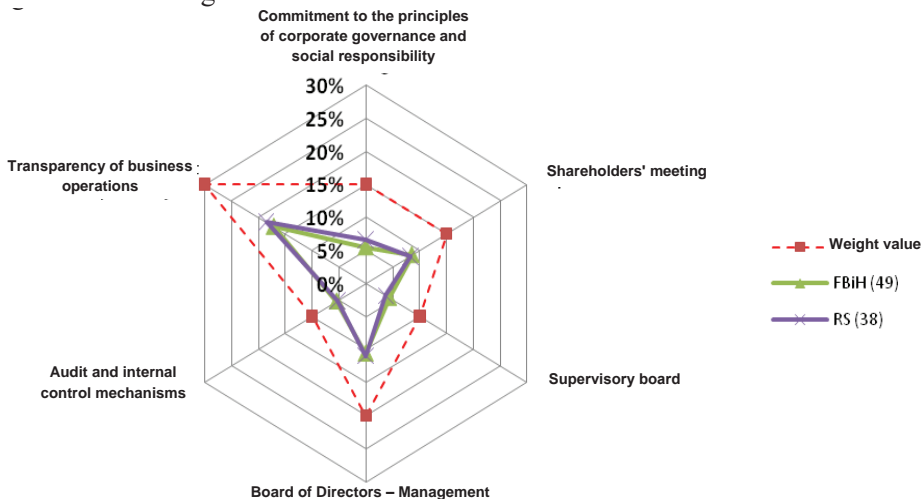 Commitment to the principles
of corporate governance and
social responsibility
30%
25%
20%
15%
10%
5%
0%
Transparency of business
operations
Shareholders' meeting
Weight value
FBiH (49)
RS (38)
Audit and internal
control mechanisms
Supervisory board
Board of Directors – Management